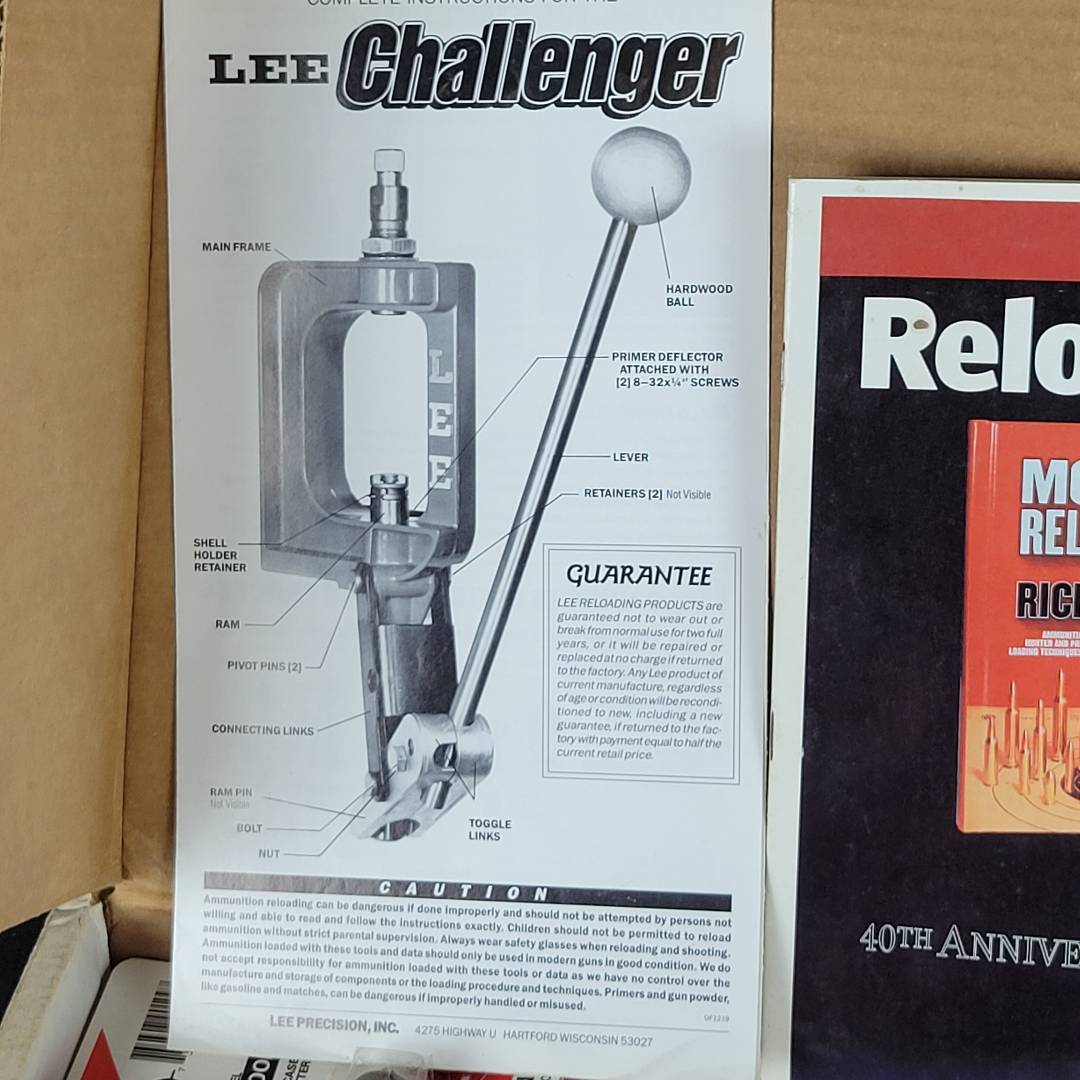 COMPLETE INSTRUCTIONS FOR THE
LEE Challenger
MAIN FRAME
HARDWOOD
BALL
PRIMER DEFLECTOR
ATTACHED WITH
[2] 8–32x¼" SCREWS
LEE
LEVER
RETAINERS [2] Not Visible
SHELL
HOLDER
RETAINER
RAM
PIVOT PINS [2]
CONNECTING LINKS
RAM PIN
Not Visible
BOLT
NUT
TOGGLE
LINKS
GUARANTEE
LEE RELOADING PRODUCTS are
guaranteed not to wear out or
break from normal use for two full
years, or it will be repaired or
replaced at no charge if returned
to the factory. Any Lee product of
current manufacture, regardless
of age or condition will be recondi-
tioned to new, including a new
guarantee, if returned to the fac-
tory with payment equal to half the
current retail price.
CAUTION
Ammunition reloading can be dangerous if done improperly and should not be attempted by persons not
willing and able to read and follow the instructions exactly. Children should not be permitted to reload
ammunition without strict parental supervision. Always wear safety glasses when reloading and shooting.
Ammunition loaded with these tools and data should only be used in modern guns in good condition. We do
not accept responsibility for ammunition loaded with these tools or data as we have no control over the
manufacture and storage of components or the loading procedure and techniques. Primers and gun powder,
like gasoline and matches, can be dangerous if improperly handled or misused.
OF1219
LEE PRECISION, INC. 4275 HIGHWAY U HARTFORD WISCONSIN 53027
Relo
MO
REL
RICH
40TH ANNIVE
CASE